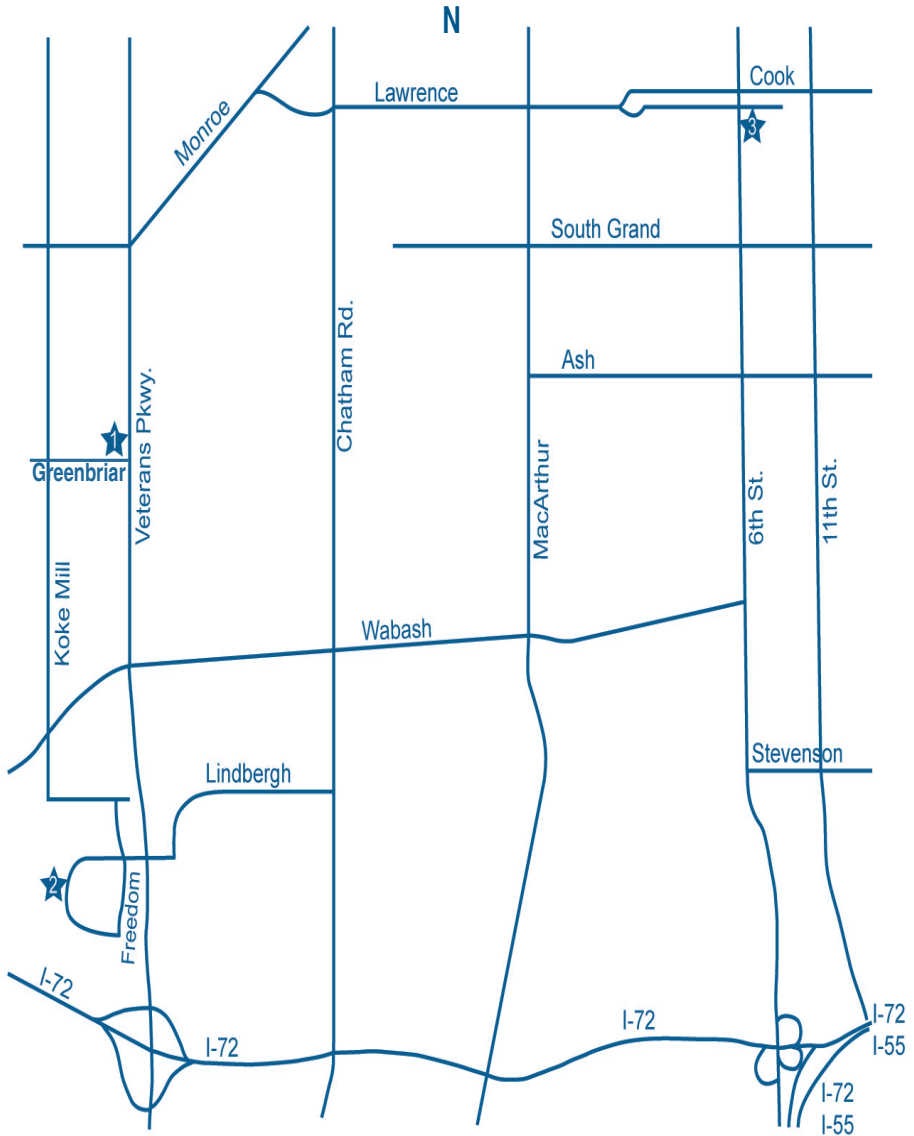 N
Cook
Lawrence
3
Monroe
South Grand
Chatham Rd.
Ash
Veterans Pkwy.
1
Greenbriar
MacArthur
6th St.
11th St.
Koke Mill
Wabash
Stevenson
Lindbergh
2
Freedom
I-72
I-72
I-72
I-72
I-55
I-72
I-55